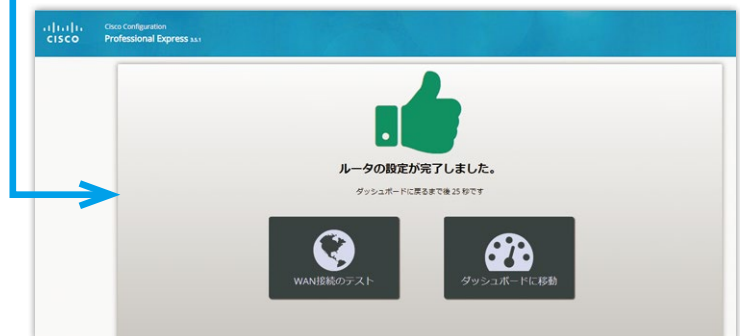 CISCO
Cisco Configuration
Professional Express 3.5.1
ルータの設定が完了しました。
ダッシュボードに戻るまで後 25 秒です
WAN接続のテスト
ダッシュボードに移動